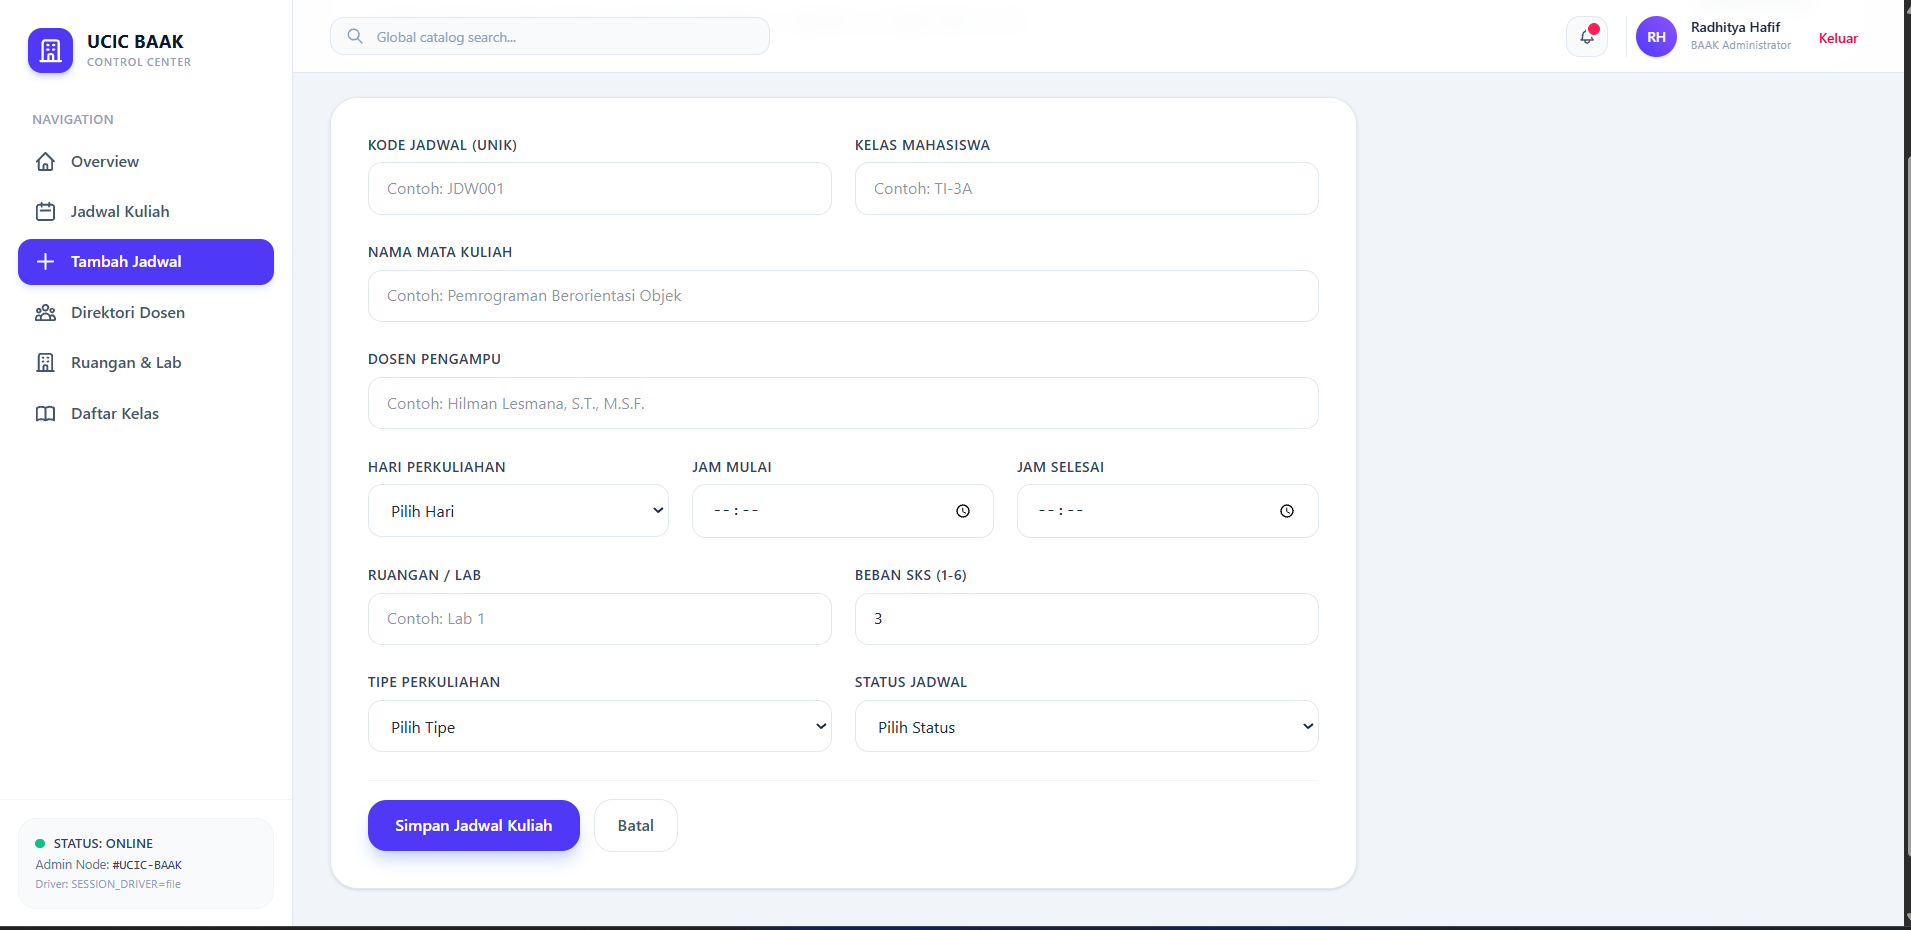 UCIC BAAK
CONTROL CENTER
NAVIGATION
Overview
Jadwal Kuliah
Tambah Jadwal
Direktori Dosen
Ruangan & Lab
Daftar Kelas
STATUS: ONLINE
Admin Node: #UCIC-BAAK
Driver: SESSION_DRIVER=file
Global catalog search...
RH
Radhitya Hafif
BAAK Administrator
Keluar
KODE JADWAL (UNIK)
Contoh: JDW001
KELAS MAHASISWA
Contoh: TI-3A
NAMA MATA KULIAH
Contoh: Pemrograman Berorientasi Objek
DOSEN PENGAMPU
Contoh: Hilman Lesmana, S.T., M.S.F.
HARI PERKULIAHAN
Pilih Hari
JAM MULAI
--:--
JAM SELESAI
--:--
RUANGAN / LAB
Contoh: Lab 1
BEBAN SKS (1-6)
3
TIPE PERKULIAHAN
Pilih Tipe
STATUS JADWAL
Pilih Status
Simpan Jadwal Kuliah
Batal